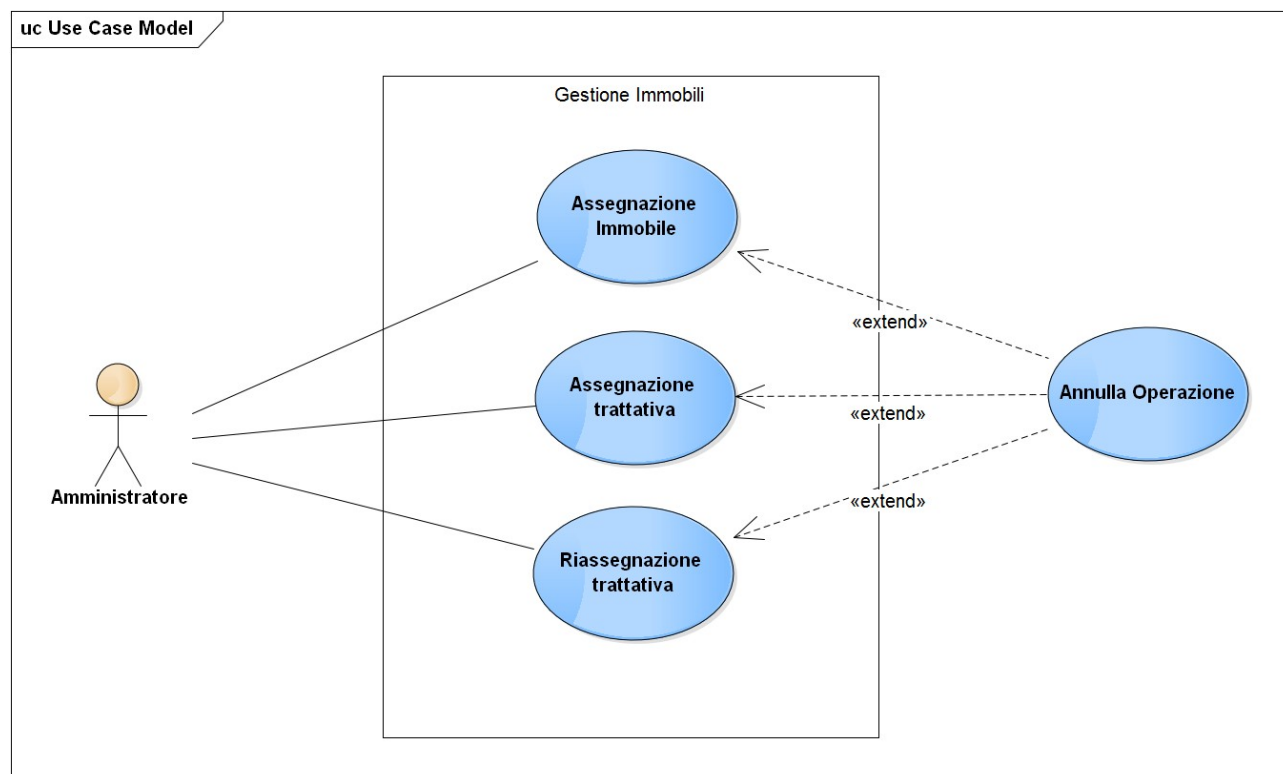 uc Use Case Model
Gestione Immobili
Assegnazione
Immobile
«extend»
Assegnazione
trattativa
Annulla Operazione
«extend»
Amministratore
«extend»
Riassegnazione
trattativa